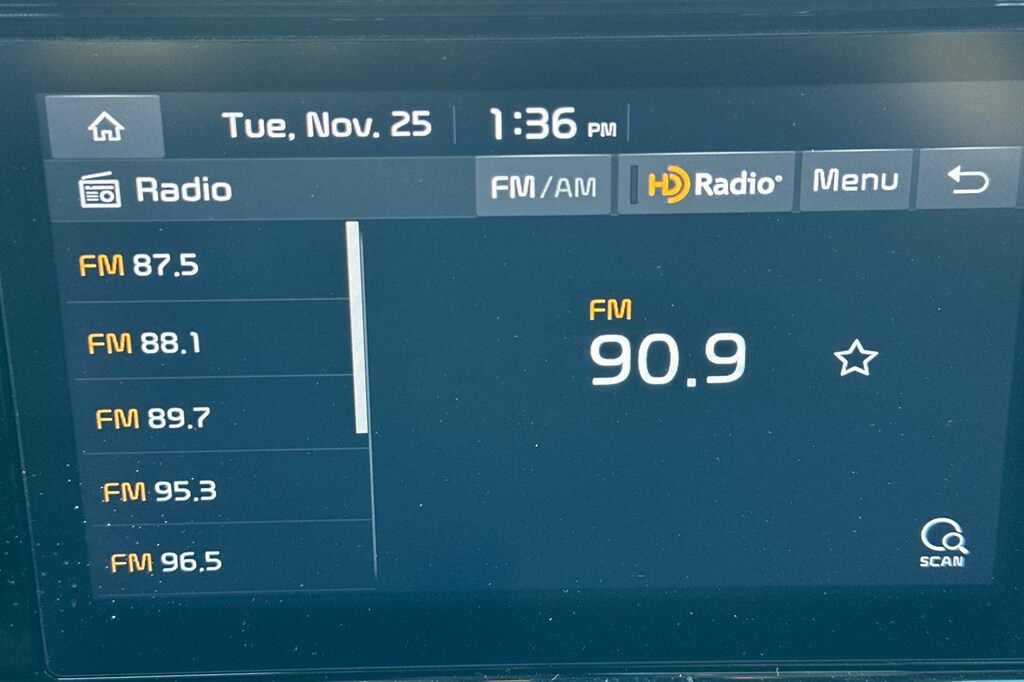 Tue, Nov. 25 1:36 PM
Radio FM/AM HD Radio® Menu
FM 87.5
FM 88.1
FM 89.7
FM 95.3
FM 96.5
FM
90.9
SCAN